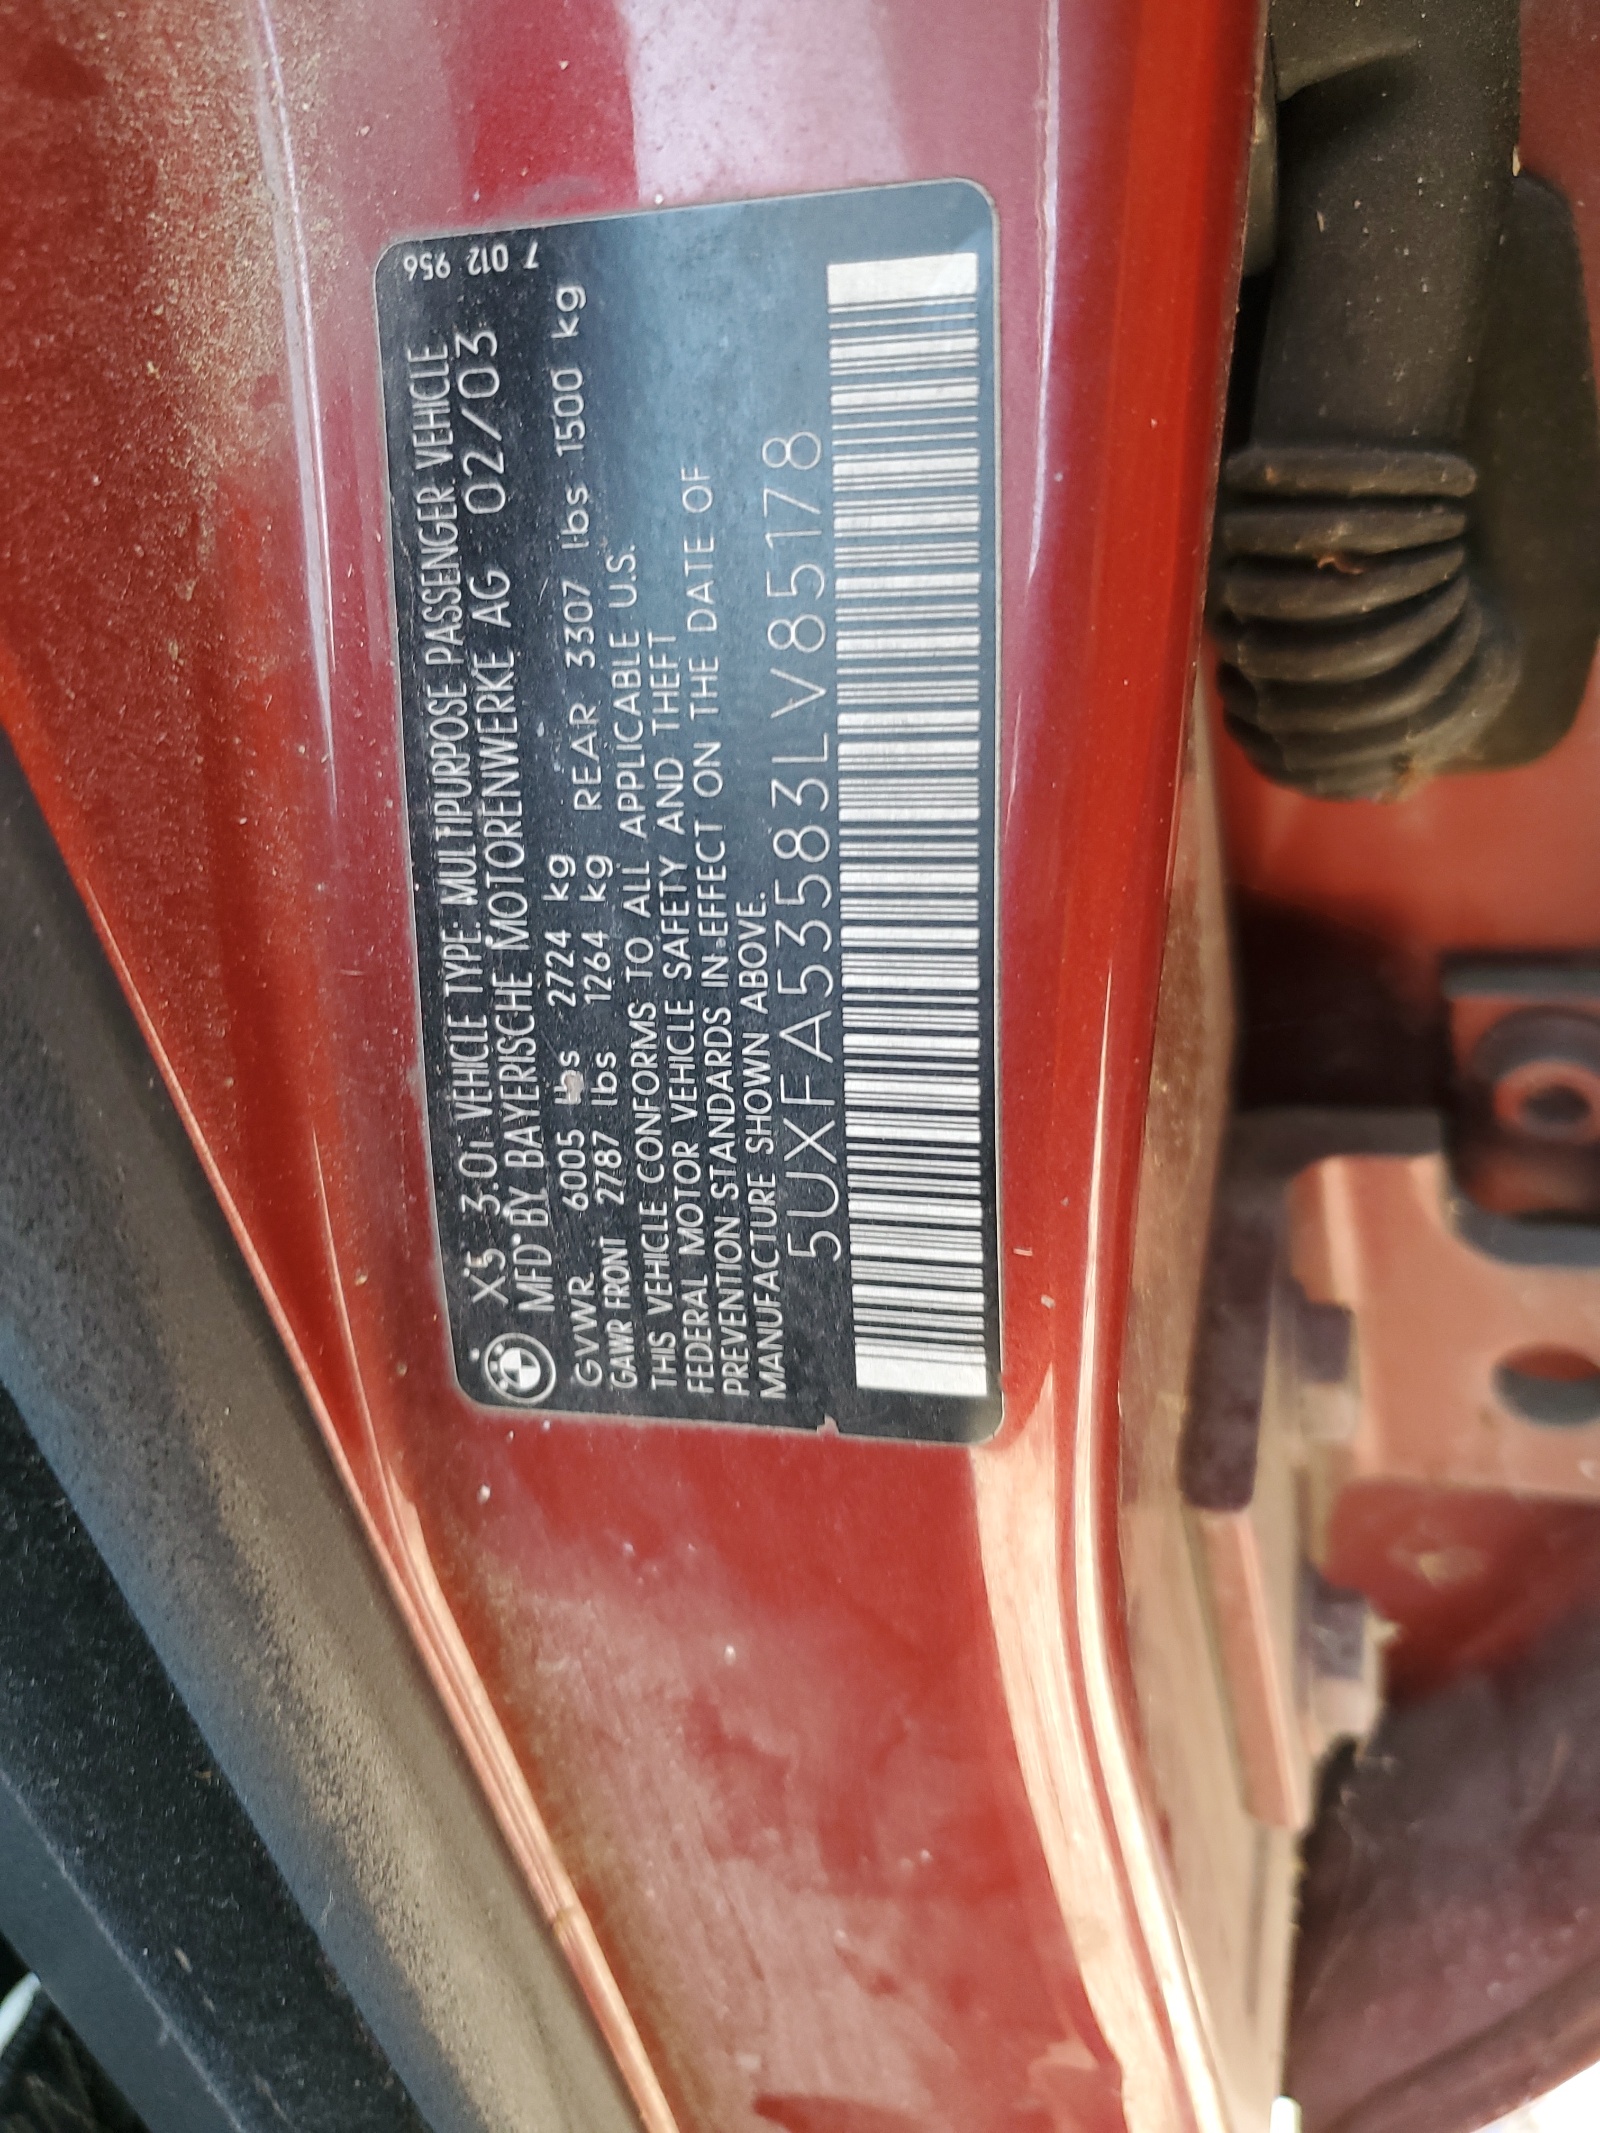 X5 3.0i VEHICLE TYPE: MULTIPURPOSE PASSENGER VEHICLE
MFD·BY BAYERISCHE MOTORENWERKE AG 02/03
GVWR 6005 lbs 2724 kg
GAWR FRONT 2787 lbs 1264 kg REAR 3307 lbs 1500 kg
THIS VEHICLE CONFORMS TO ALL APPLICABLE U.S.
FEDERAL MOTOR VEHICLE SAFETY AND THEFT
PREVENTION STANDARDS IN EFFECT ON THE DATE OF
MANUFACTURE SHOWN ABOVE.
5UXFA53583LV85178
7 012 956